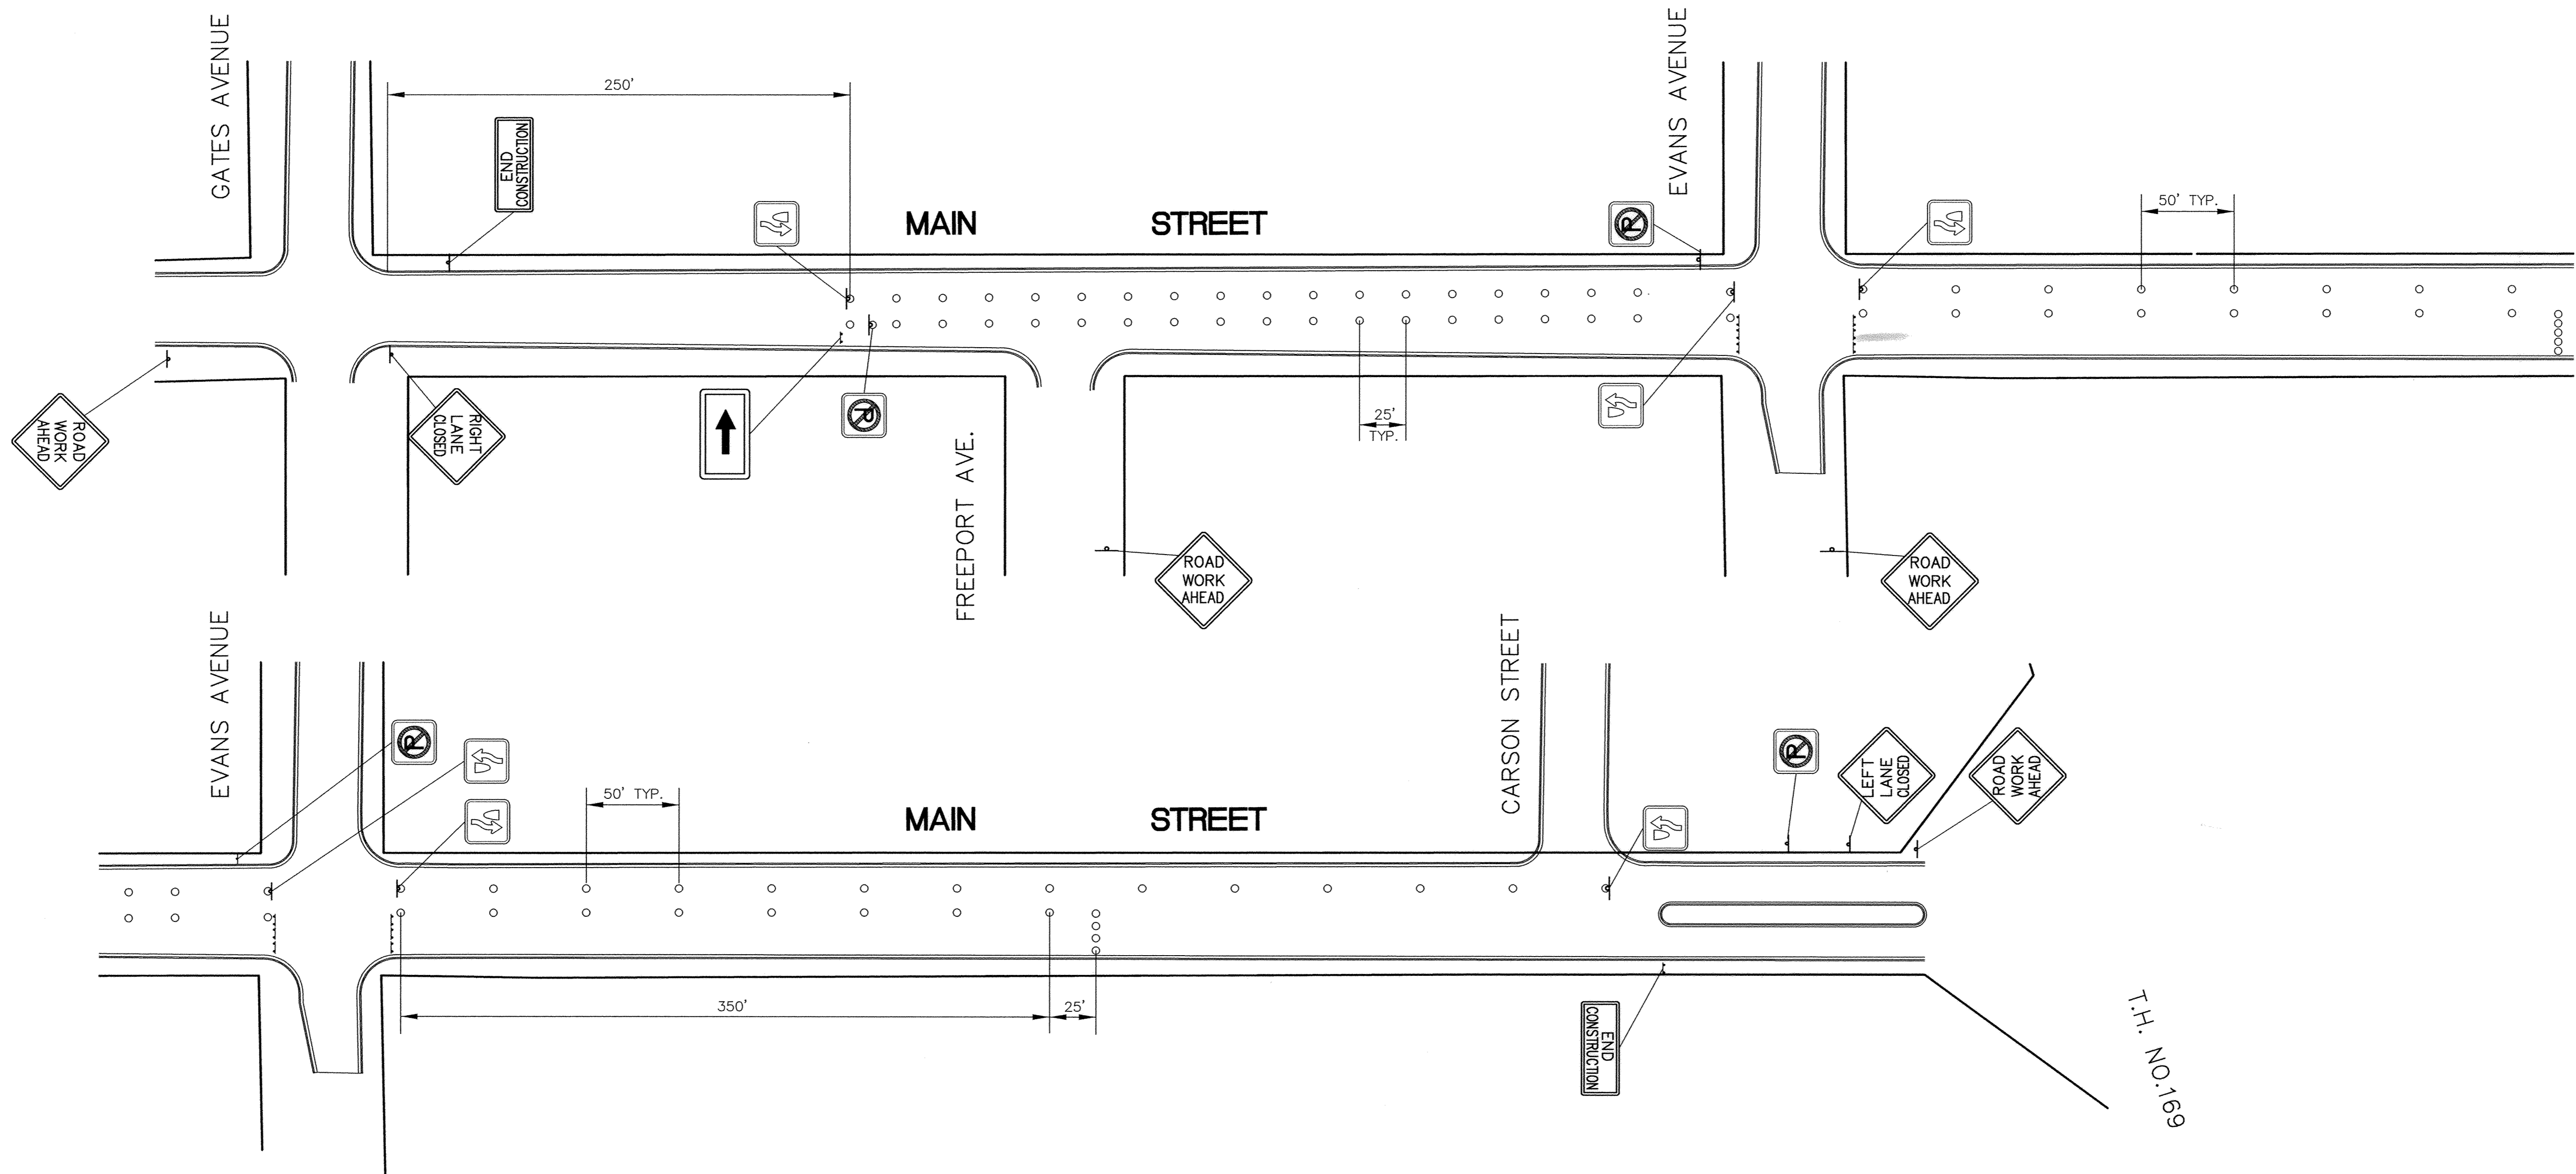 GATES AVENUE
250'
END
CONSTRUCTION
MAIN STREET
P
EVANS AVENUE
50' TYP.
ROAD
WORK
AHEAD
RIGHT
LANE
CLOSED
P
FREEPORT AVE.
25'
TYP.
ROAD
WORK
AHEAD
ROAD
WORK
AHEAD
EVANS AVENUE
P
50' TYP.
MAIN STREET
CARSON STREET
P
LEFT
LANE
CLOSED
ROAD
WORK
AHEAD
350'
25'
END
CONSTRUCTION
T.H. NO.169